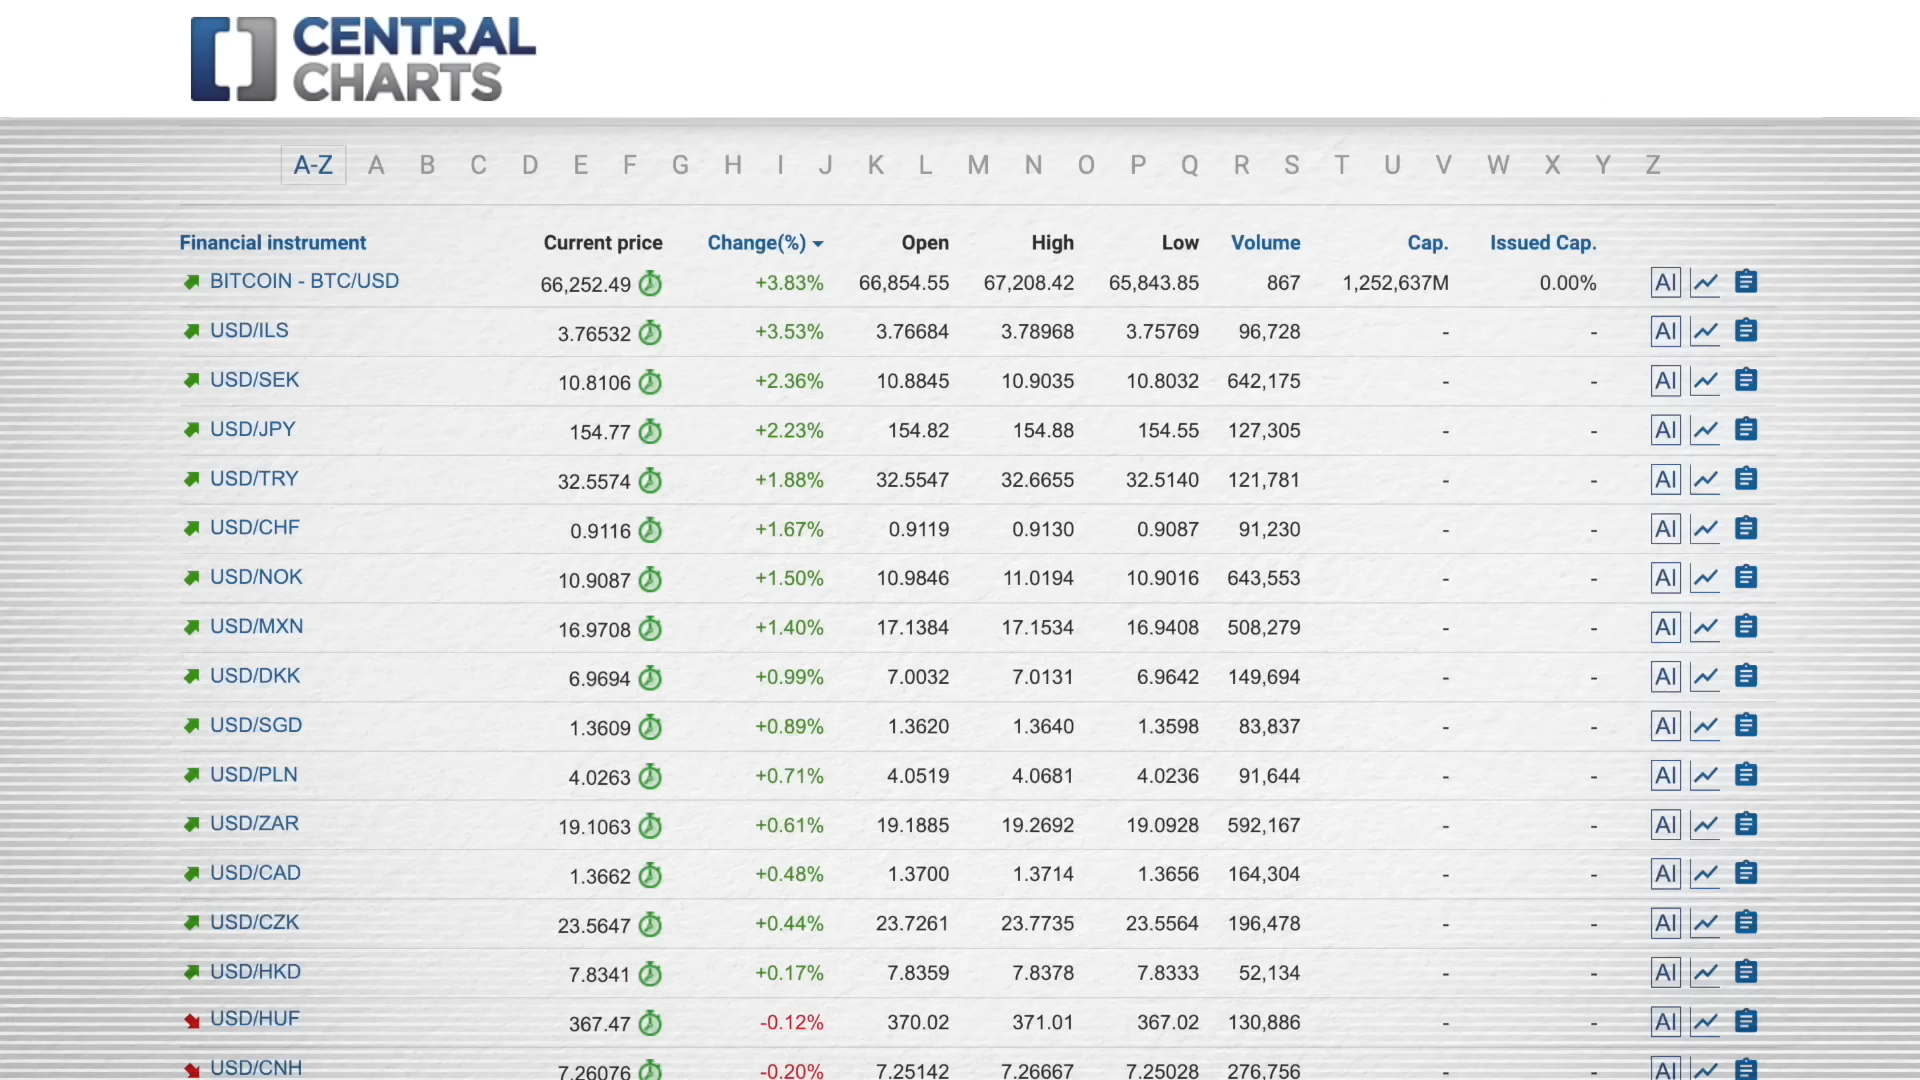 CENTRAL
CHARTS
A-Z A B C D E F G H I J K L M N O P Q R S T U V W X Y Z
Financial instrument Current price Change(%) Open High Low Volume Cap. Issued Cap.
BITCOIN - BTC/USD 66,252.49 +3.83% 66,854.55 67,208.42 65,843.85 867 1,252,637M 0.00% AI
USD/ILS 3.76532 +3.53% 3.76684 3.78968 3.75769 96,728 - - AI
USD/SEK 10.8106 +2.36% 10.8845 10.9035 10.8032 642,175 - - AI
USD/JPY 154.77 +2.23% 154.82 154.88 154.55 127,305 - - AI
USD/TRY 32.5574 +1.88% 32.5547 32.6655 32.5140 121,781 - - AI
USD/CHF 0.9116 +1.67% 0.9119 0.9130 0.9087 91,230 - - AI
USD/NOK 10.9087 +1.50% 10.9846 11.0194 10.9016 643,553 - - AI
USD/MXN 16.9708 +1.40% 17.1384 17.1534 16.9408 508,279 - - AI
USD/DKK 6.9694 +0.99% 7.0032 7.0131 6.9642 149,694 - - AI
USD/SGD 1.3609 +0.89% 1.3620 1.3640 1.3598 83,837 - - AI
USD/PLN 4.0263 +0.71% 4.0519 4.0681 4.0236 91,644 - - AI
USD/ZAR 19.1063 +0.61% 19.1885 19.2692 19.0928 592,167 - - AI
USD/CAD 1.3662 +0.48% 1.3700 1.3714 1.3656 164,304 - - AI
USD/CZK 23.5647 +0.44% 23.7261 23.7735 23.5564 196,478 - - AI
USD/HKD 7.8341 +0.17% 7.8359 7.8378 7.8333 52,134 - - AI
USD/HUF 367.47 -0.12% 370.02 371.01 367.02 130,886 - - AI
USD/CNH 7.26076 -0.20% 7.25142 7.26667 7.25028 276,756 - - AI